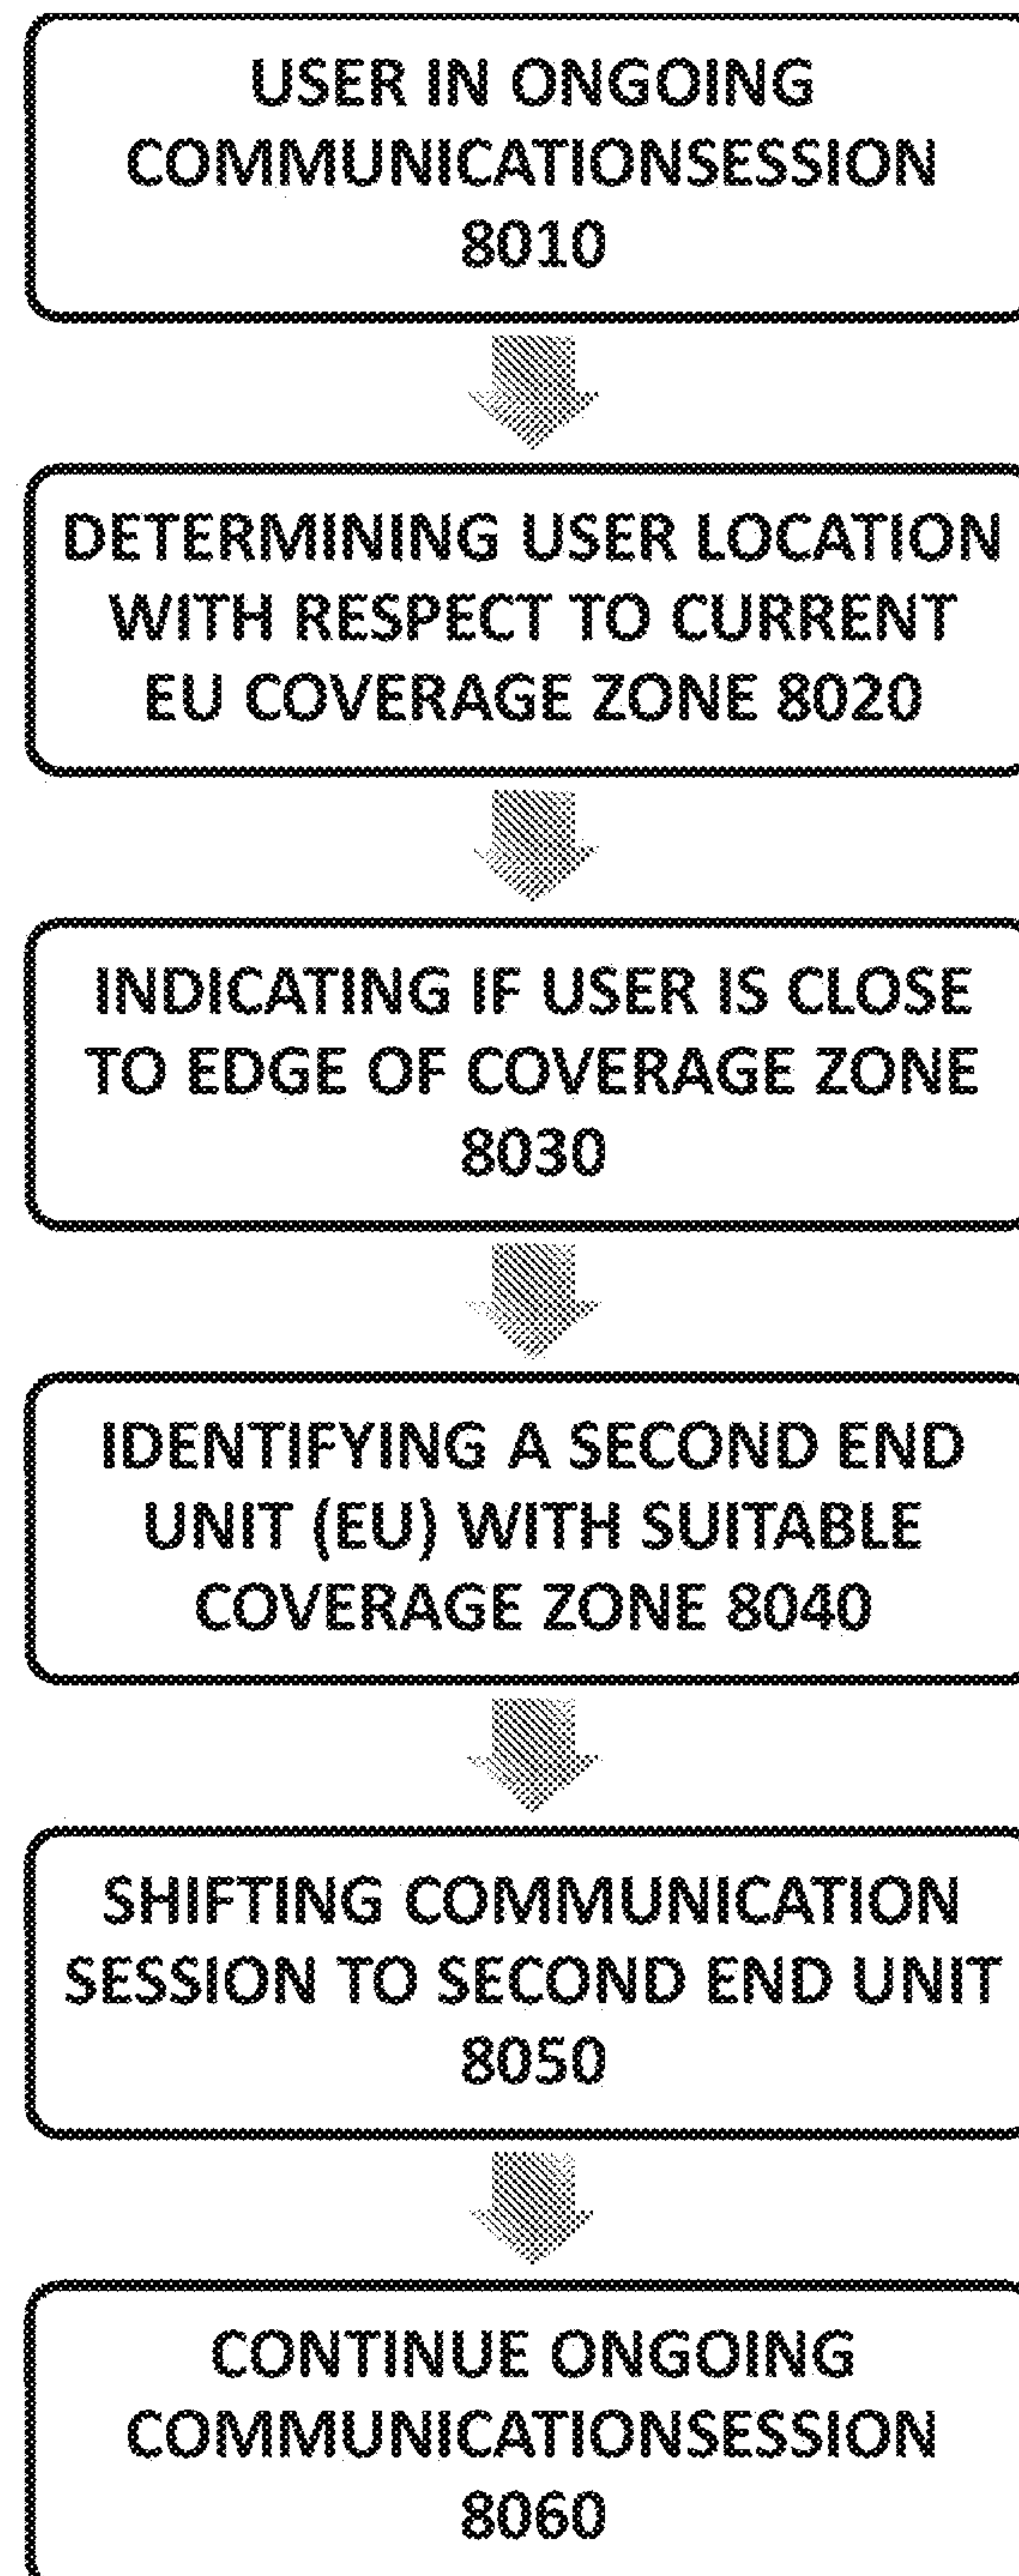 USER IN ONGOING
COMMUNICATIONSESSION
8010
DETERMINING USER LOCATION
WITH RESPECT TO CURRENT
EU COVERAGE ZONE 8020
INDICATING IF USER IS CLOSE
TO EDGE OF COVERAGE ZONE
8030
IDENTIFYING A SECOND END
UNIT (EU) WITH SUITABLE
COVERAGE ZONE 8040
SHIFTING COMMUNICATION
SESSION TO SECOND END UNIT
8050
CONTINUE ONGOING
COMMUNICATIONSESSION
8060